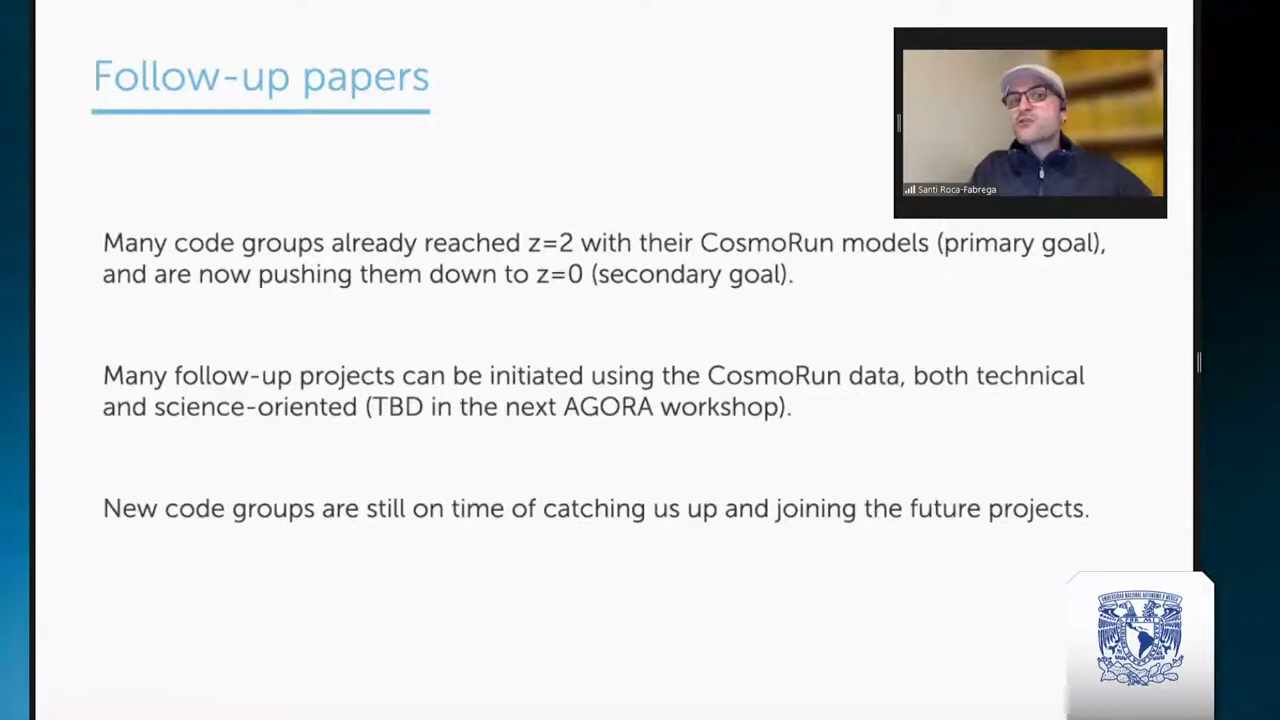 Follow-up papers
Santi Roca-Fabrega
Many code groups already reached z=2 with their CosmoRun models (primary goal),
and are now pushing them down to z=0 (secondary goal).
Many follow-up projects can be initiated using the CosmoRun data, both technical
and science-oriented (TBD in the next AGORA workshop).
New code groups are still on time of catching us up and joining the future projects.